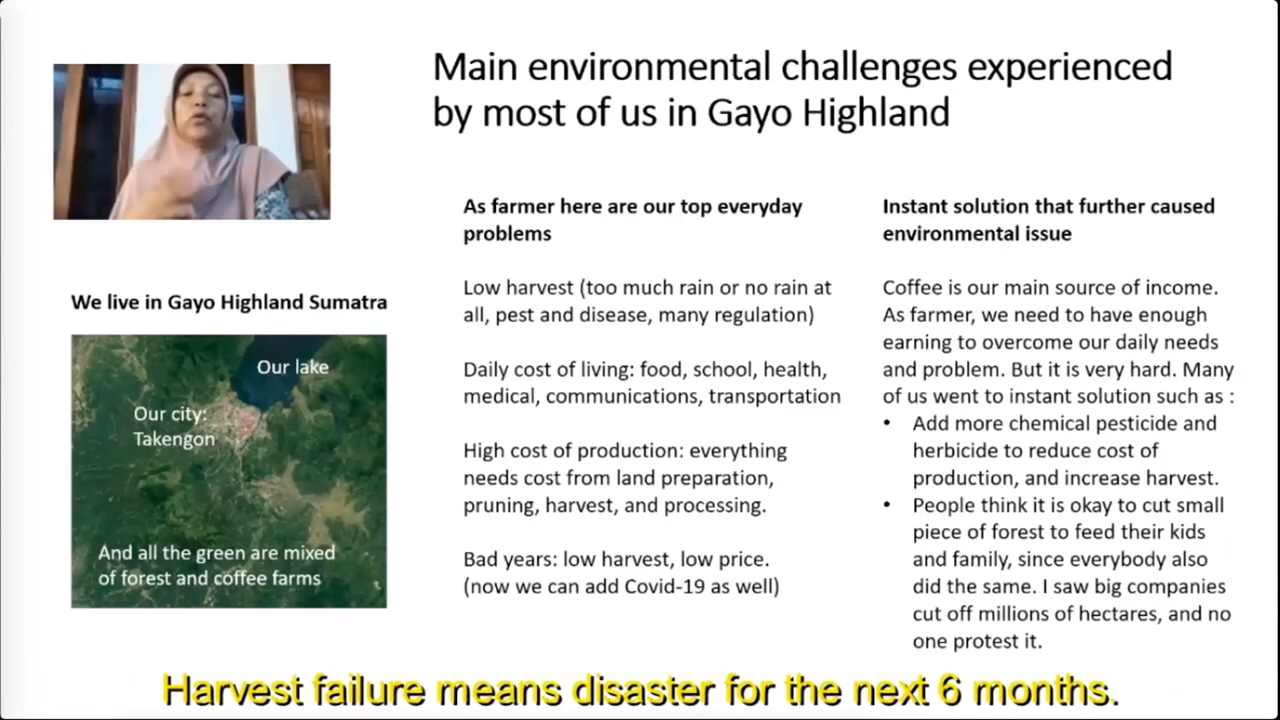 Main environmental challenges experienced
by most of us in Gayo Highland
We live in Gayo Highland Sumatra
Our lake
Our city:
Takengon
And all the green are mixed
of forest and coffee farms
As farmer here are our top everyday
problems
Low harvest (too much rain or no rain at
all, pest and disease, many regulation)
Daily cost of living: food, school, health,
medical, communications, transportation
High cost of production: everything
needs cost from land preparation,
pruning, harvest, and processing.
Bad years: low harvest, low price.
(now we can add Covid-19 as well)
Instant solution that further caused
environmental issue
Coffee is our main source of income.
As farmer, we need to have enough
earning to overcome our daily needs
and problem. But it is very hard. Many
of us went to instant solution such as :
• Add more chemical pesticide and
herbicide to reduce cost of
production, and increase harvest.
• People think it is okay to cut small
piece of forest to feed their kids
and family, since everybody also
did the same. I saw big companies
cut off millions of hectares, and no
one protest it.
Harvest failure means disaster for the next 6 months.